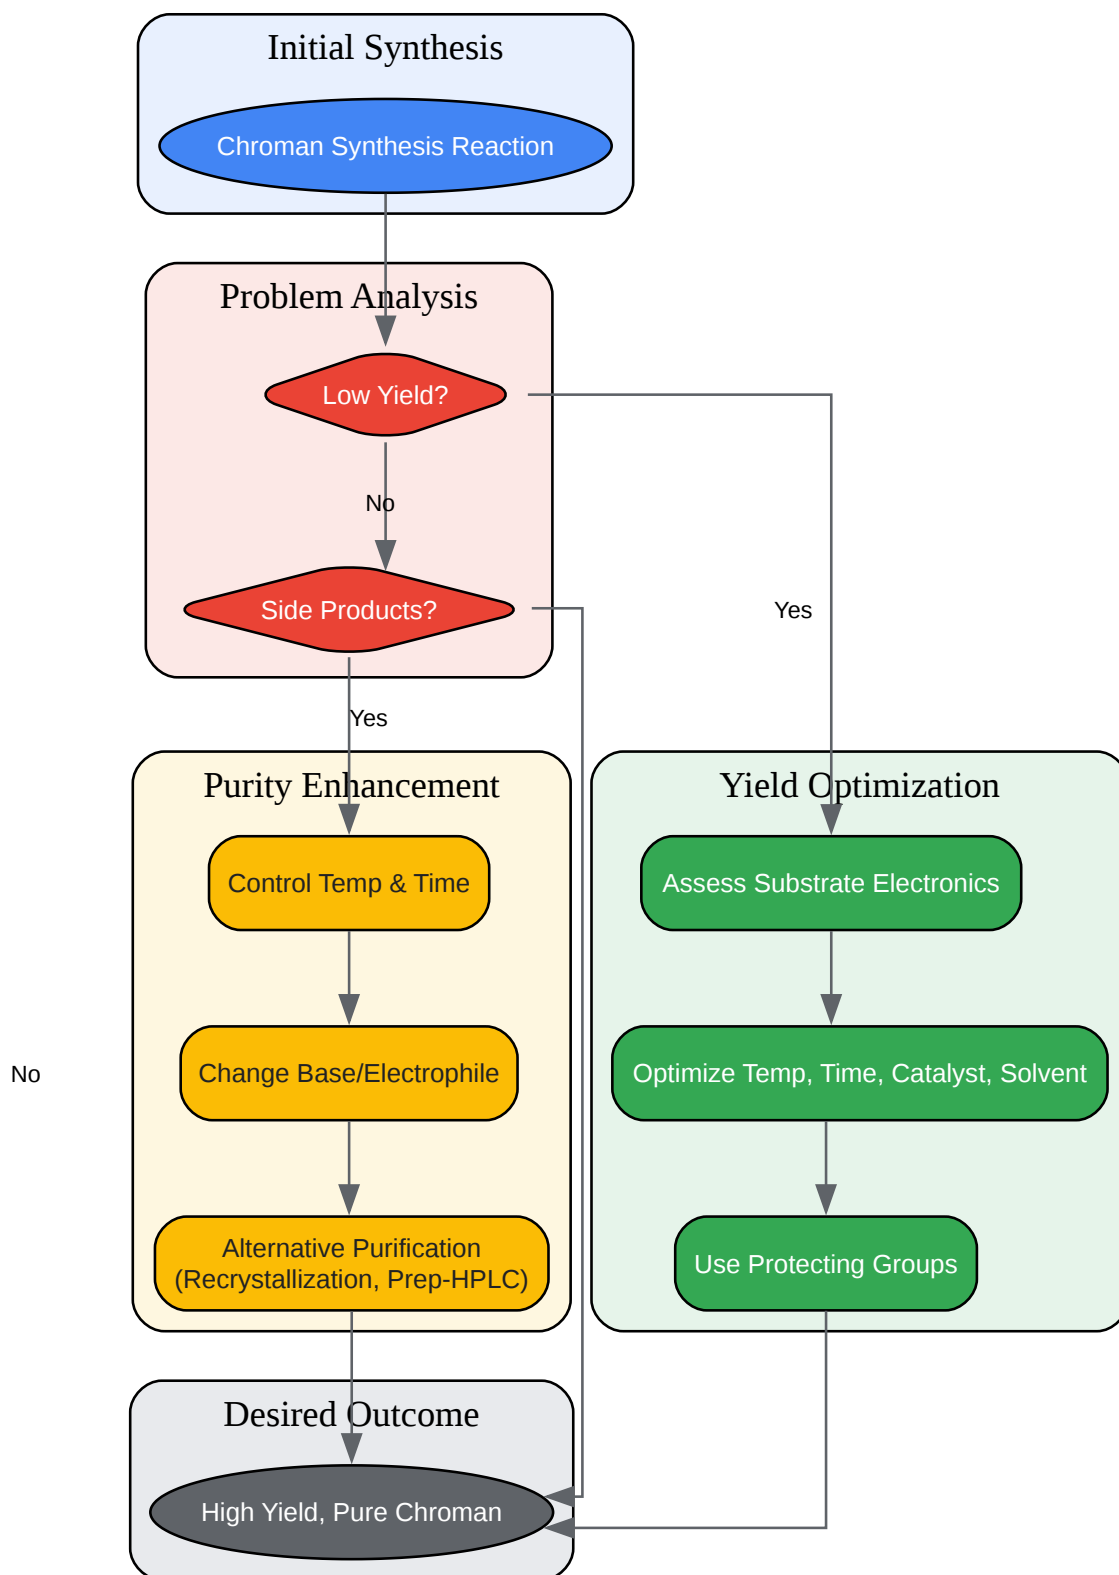 Initial Synthesis
Chroman Synthesis Reaction
Problem Analysis
Low Yield?
No
Side Products?
Yes
Yes
Purity Enhancement
Control Temp & Time
Change Base/Electrophile
Alternative Purification
(Recrystallization, Prep-HPLC)
No
Yield Optimization
Assess Substrate Electronics
Optimize Temp, Time, Catalyst, Solvent
Use Protecting Groups
Desired Outcome
High Yield, Pure Chroman